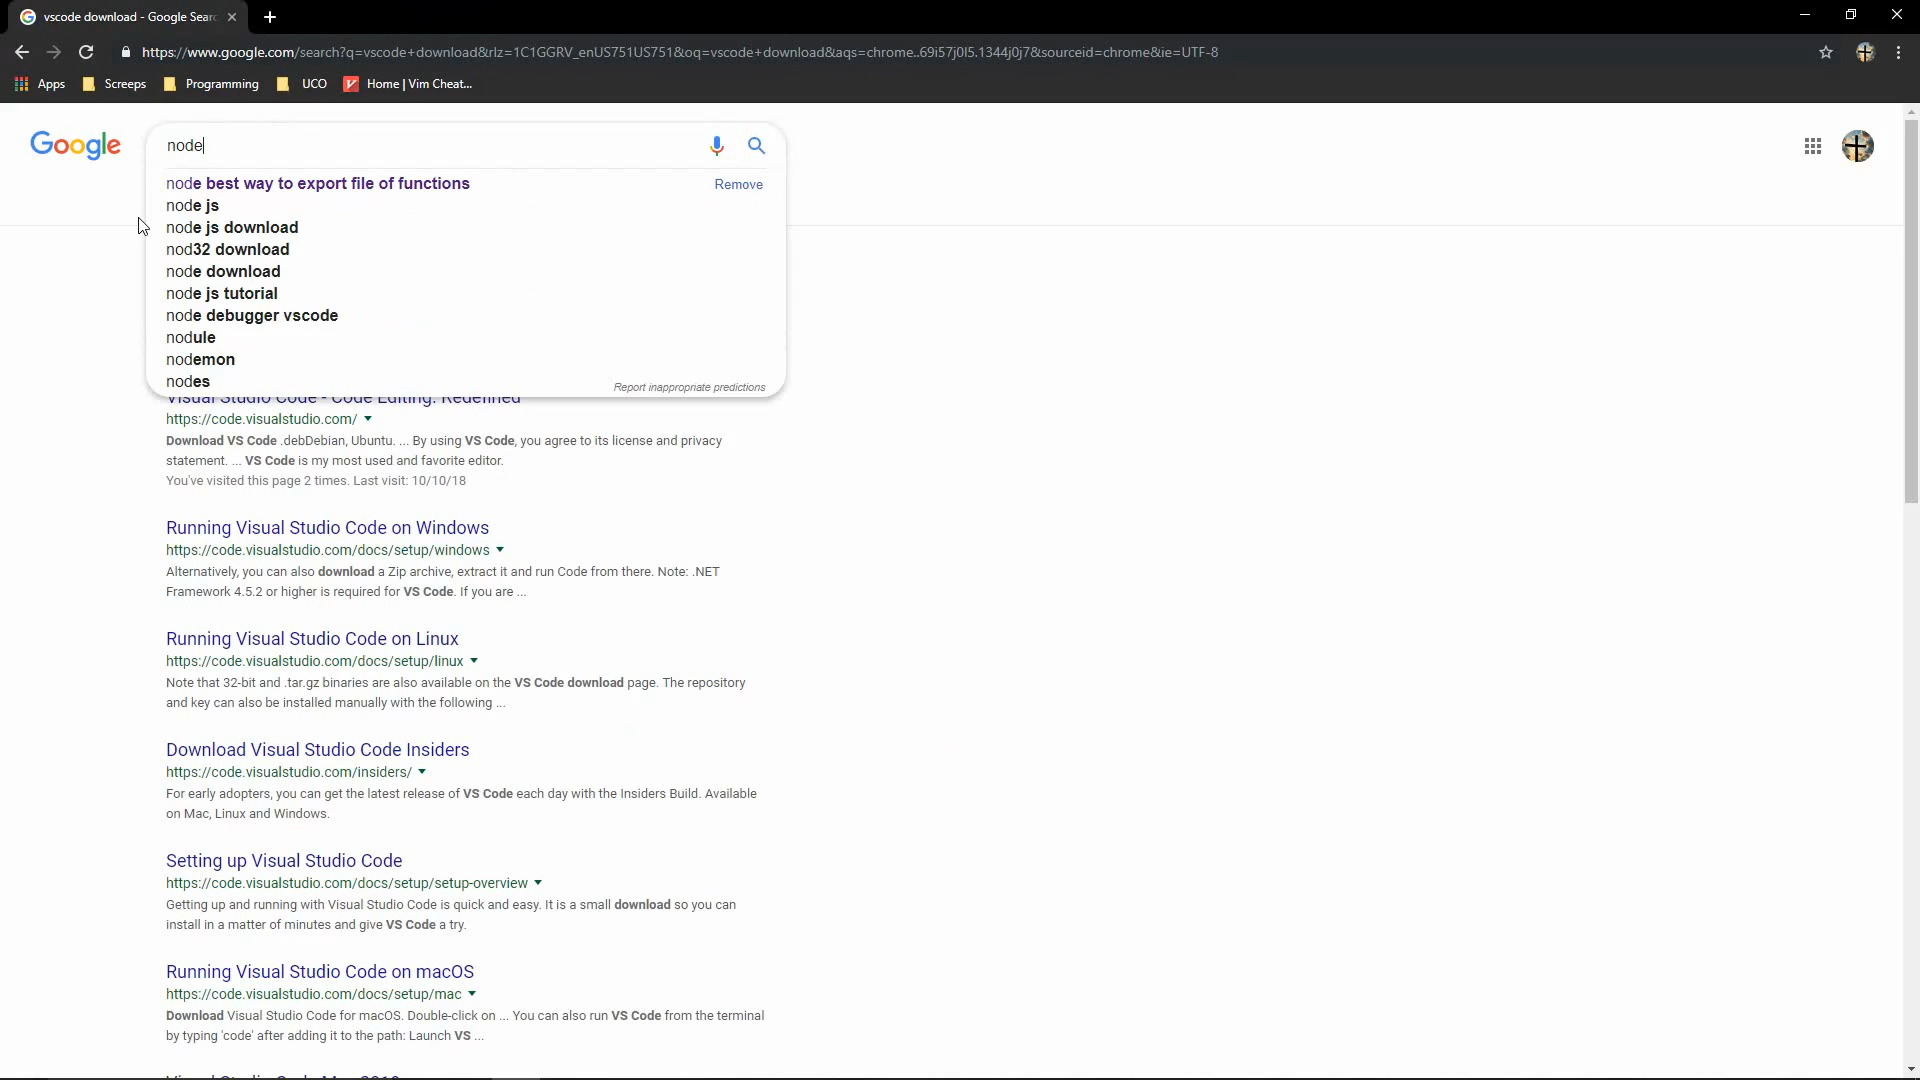 vscode download - Google Sear
https://www.google.com/search?q=vscode+download&rlz=1C1GGRV_enUS751US751&oq=vscode+download&aqs=chrome..69i57j0l5.1344j0j7&sourceid=chrome&ie=UTF-8
Apps Screeps Programming UCO Home | Vim Cheat...
Google
node
node best way to export file of functions Remove
node js
node js download
nod32 download
node download
node js tutorial
node debugger vscode
nodule
nodemon
nodes
Report inappropriate predictions
Visual Studio Code - Code Editing. Redefined
https://code.visualstudio.com/
Download VS Code .debDebian, Ubuntu. ... By using VS Code, you agree to its license and privacy
statement. ... VS Code is my most used and favorite editor.
You've visited this page 2 times. Last visit: 10/10/18
Running Visual Studio Code on Windows
https://code.visualstudio.com/docs/setup/windows
Alternatively, you can also download a Zip archive, extract it and run Code from there. Note: .NET
Framework 4.5.2 or higher is required for VS Code. If you are ...
Running Visual Studio Code on Linux
https://code.visualstudio.com/docs/setup/linux
Note that 32-bit and .tar.gz binaries are also available on the VS Code download page. The repository
and key can also be installed manually with the following ...
Download Visual Studio Code Insiders
https://code.visualstudio.com/insiders/
For early adopters, you can get the latest release of VS Code each day with the Insiders Build. Available
on Mac, Linux and Windows.
Setting up Visual Studio Code
https://code.visualstudio.com/docs/setup/setup-overview
Getting up and running with Visual Studio Code is quick and easy. It is a small download so you can
install in a matter of minutes and give VS Code a try.
Running Visual Studio Code on macOS
https://code.visualstudio.com/docs/setup/mac
Download Visual Studio Code for macOS. Double-click on ... You can also run VS Code from the terminal
by typing 'code' after adding it to the path: Launch VS ...